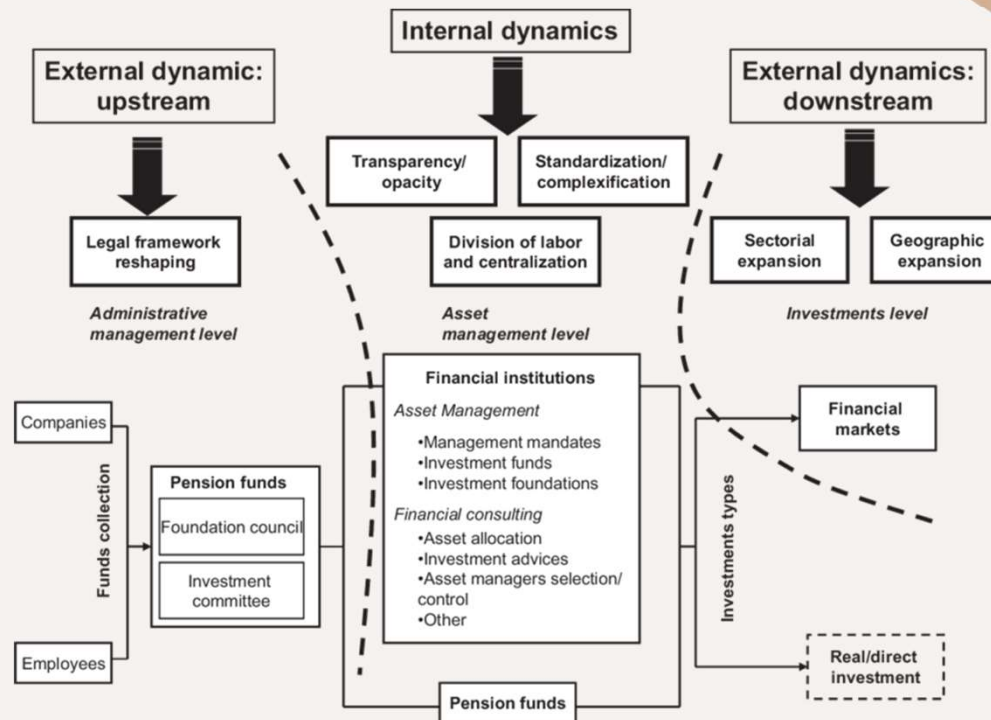 Internal dynamics
External dynamic:
upstream
External dynamics:
downstream
Transparency/
opacity
Standardization/
complexification
Legal framework
reshaping
Division of labor
and centralization
Sectorial
expansion
Geographic
expansion
Administrative
management level
Asset
management level
Investments level
Financial institutions
Asset Management
•Management mandates
•Investment funds
•Investment foundations
Financial consulting
•Asset allocation
•Investment advices
•Asset managers selection/
control
•Other
Companies
Funds collection
Employees
Pension funds
Foundation council
Investment
committee
Pension funds
Investments types
Financial
markets
Real/direct
investment